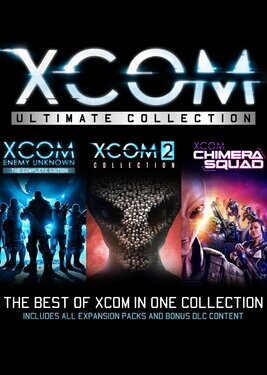 XCOM
ULTIMATE COLLECTION
XCOM
ENEMY UNKNOWN
THE COMPLETE EDITION
XCOM 2
COLLECTION
XCOM
CHIMERA
SQUAD
THE BEST OF XCOM IN ONE COLLECTION
INCLUDES ALL EXPANSION PACKS AND BONUS DLC CONTENT